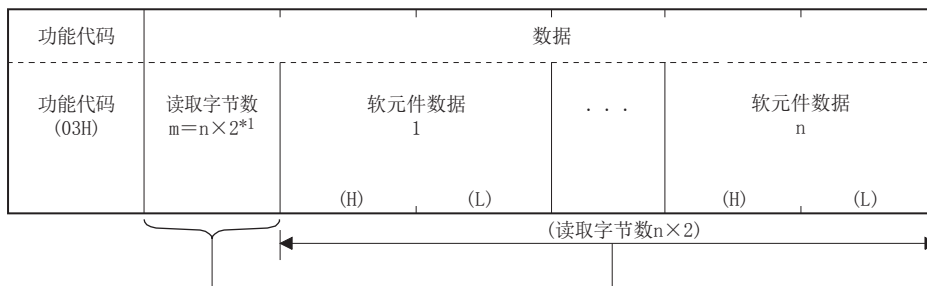 功能代码 数据
功能代码
(03H)
读取字节数
m＝n×2*1
软元件数据
1
. . .
软元件数据
n
(H) (L) (H) (L)
(读取字节数n×2)